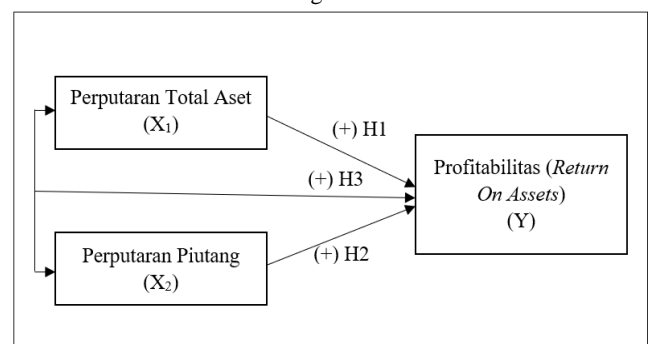 Perputaran Total Aset
(X₁)
(+) H1
Profitabilitas (Return
On Assets)
(Y)
(+) H3
Perputaran Piutang
(X₂)
(+) H2